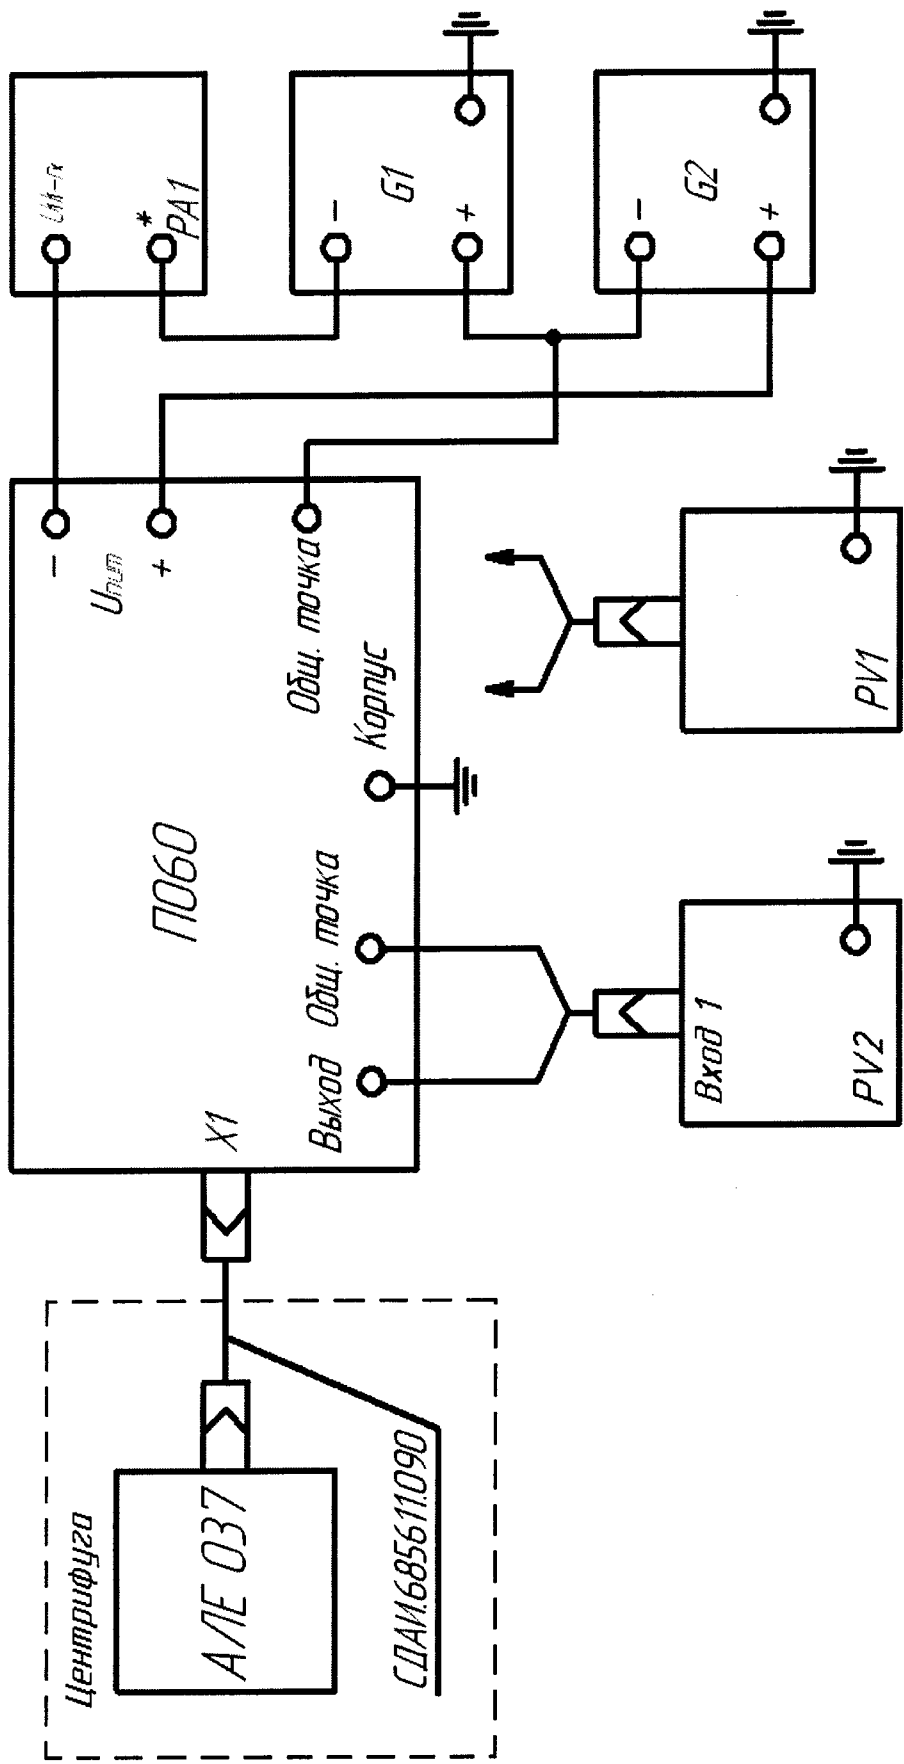 Центрифуга
АЛЕ 037
СДАИ.685611.090
X1
П060
Выход
Общ. точка
Корпус
Общ. точка
-
Uпит
+
*
PA1
-
G1
+
-
G2
+
Вход 1
PV2
PV1